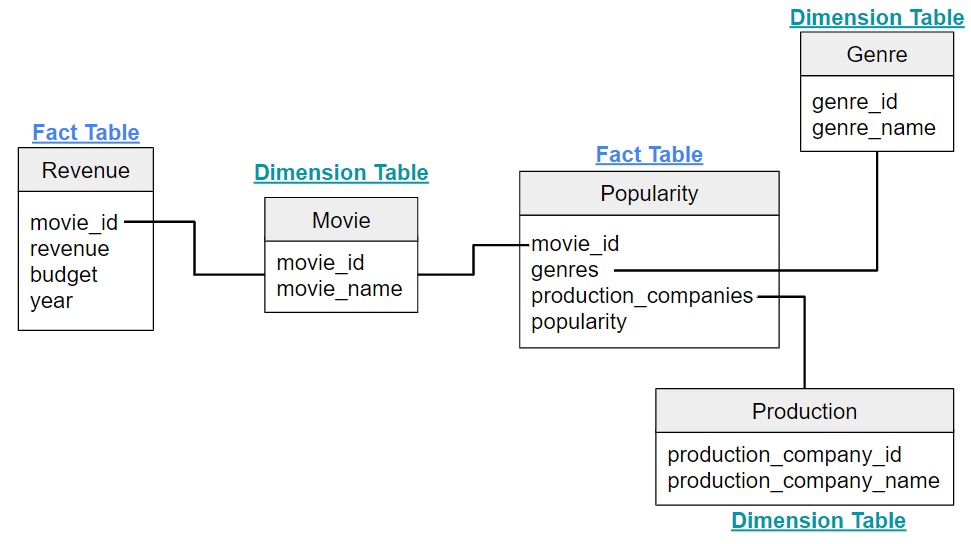 Fact Table
Revenue
movie_id
revenue
budget
year
Dimension Table
Movie
movie_id
movie_name
Fact Table
Popularity
movie_id
genres
production_companies
popularity
Dimension Table
Genre
genre_id
genre_name
Production
production_company_id
production_company_name
Dimension Table